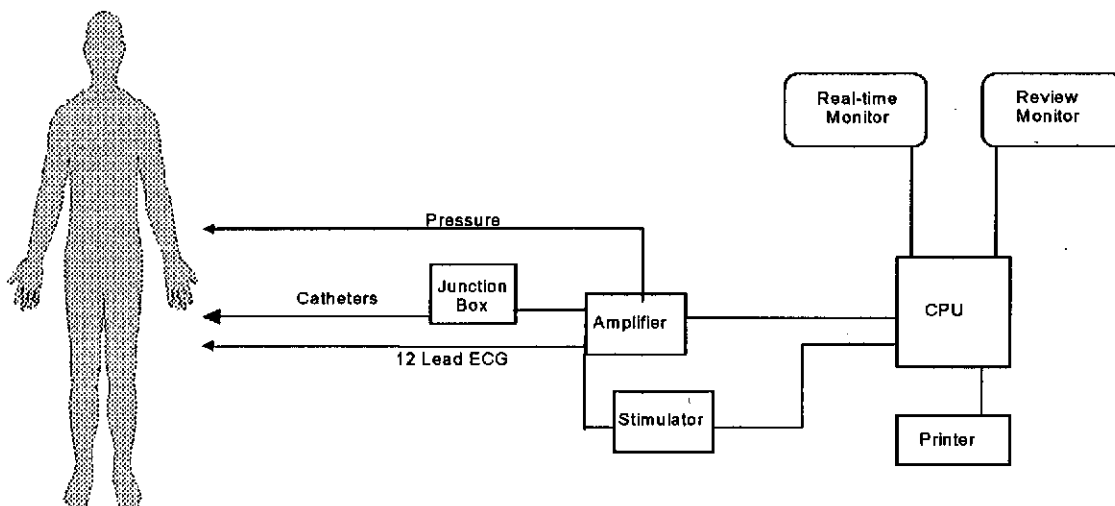 Real-time
Monitor
Review
Monitor
Pressure
Junction
Box
Catheters
Amplifier
CPU
12 Lead ECG
Stimulator
Printer